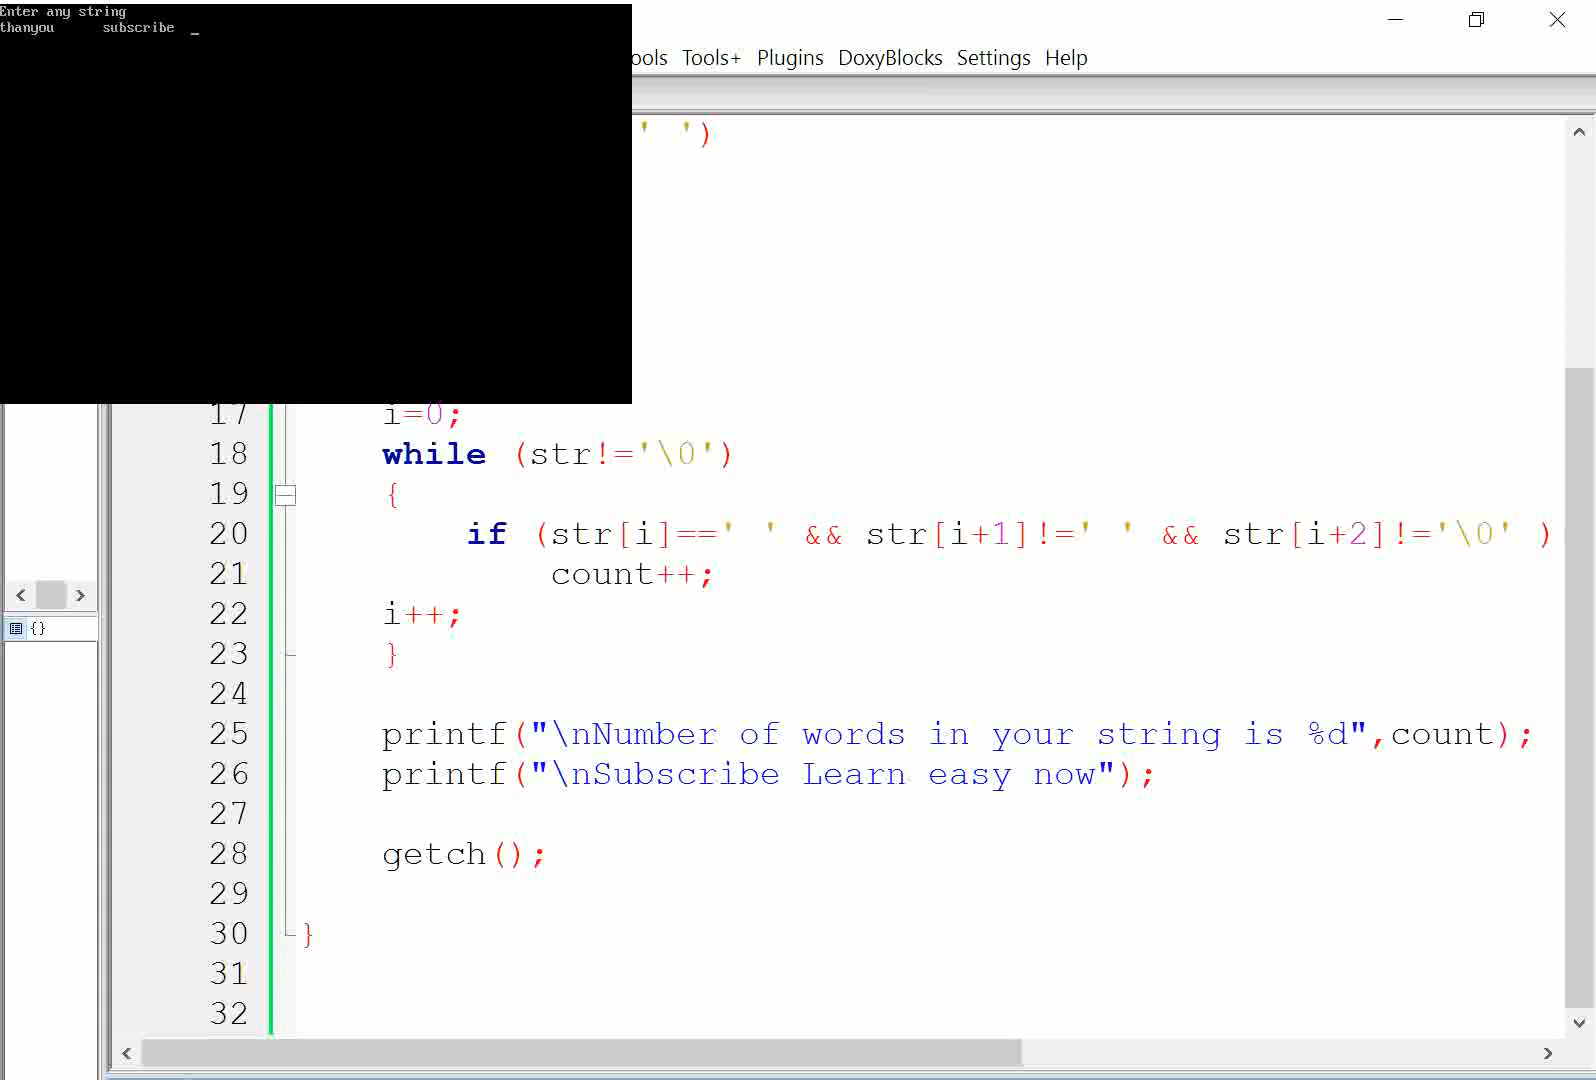 Enter any string
thanyou subscribe _
ools Tools+ Plugins DoxyBlocks Settings Help
' ')
17 i=0;
18 while (str!='\0')
19 {
20 if (str[i]==' ' && str[i+1]!=' ' && str[i+2]!='\0' )
21 count++;
22 i++;
23 }
24
25 printf("\nNumber of words in your string is %d",count);
26 printf("\nSubscribe Learn easy now");
27
28 getch();
29
30 }
31
32
{}